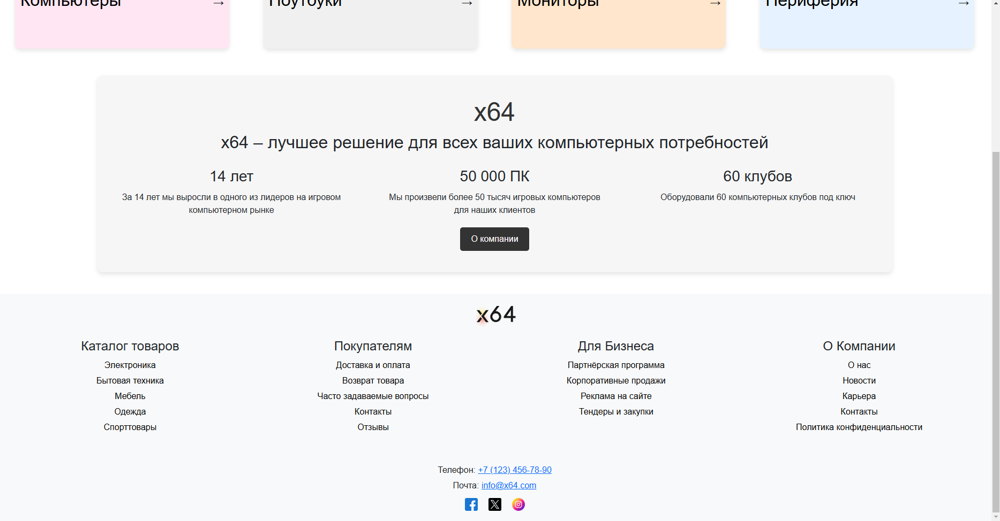 Компьютеры →
Ноутбуки →
Мониторы →
Периферия →
x64
x64 – лучшее решение для всех ваших компьютерных потребностей
14 лет
За 14 лет мы выросли в одного из лидеров на игровом
компьютерном рынке
50 000 ПК
Мы произвели более 50 тысяч игровых компьютеров
для наших клиентов
60 клубов
Оборудовали 60 компьютерных клубов под ключ
О компании
x64
Каталог товаров
Электроника
Бытовая техника
Мебель
Одежда
Спорттовары
Покупателям
Доставка и оплата
Возврат товара
Часто задаваемые вопросы
Контакты
Отзывы
Для Бизнеса
Партнёрская программа
Корпоративные продажи
Реклама на сайте
Тендеры и закупки
О Компании
О нас
Новости
Карьера
Контакты
Политика конфиденциальности
Телефон: +7 (123) 456-78-90
Почта: info@x64.com